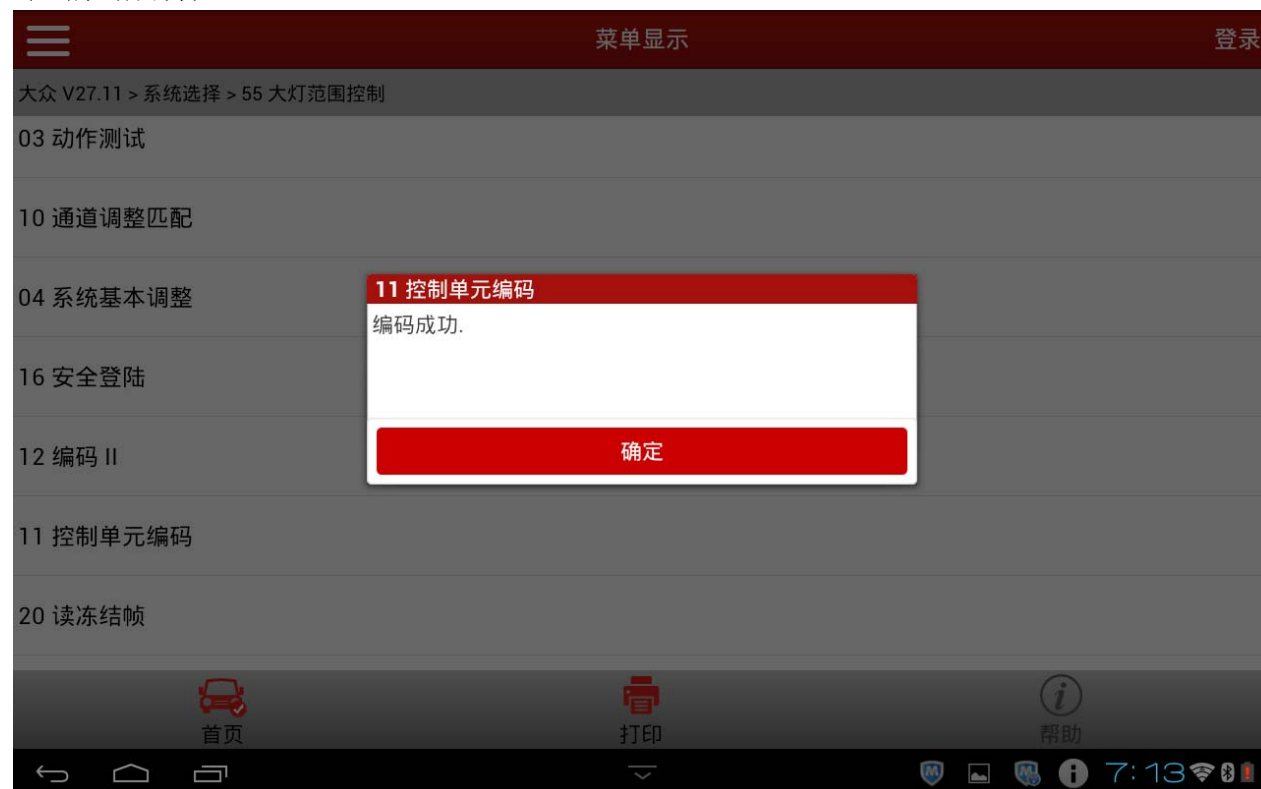 菜单显示
登录
大众 V27.11 > 系统选择 > 55 大灯范围控制
03 动作测试
10 通道调整匹配
04 系统基本调整
11 控制单元编码
编码成功.
16 安全登陆
确定
12 编码 II
11 控制单元编码
20 读冻结帧
首页
打印
帮助
7:13